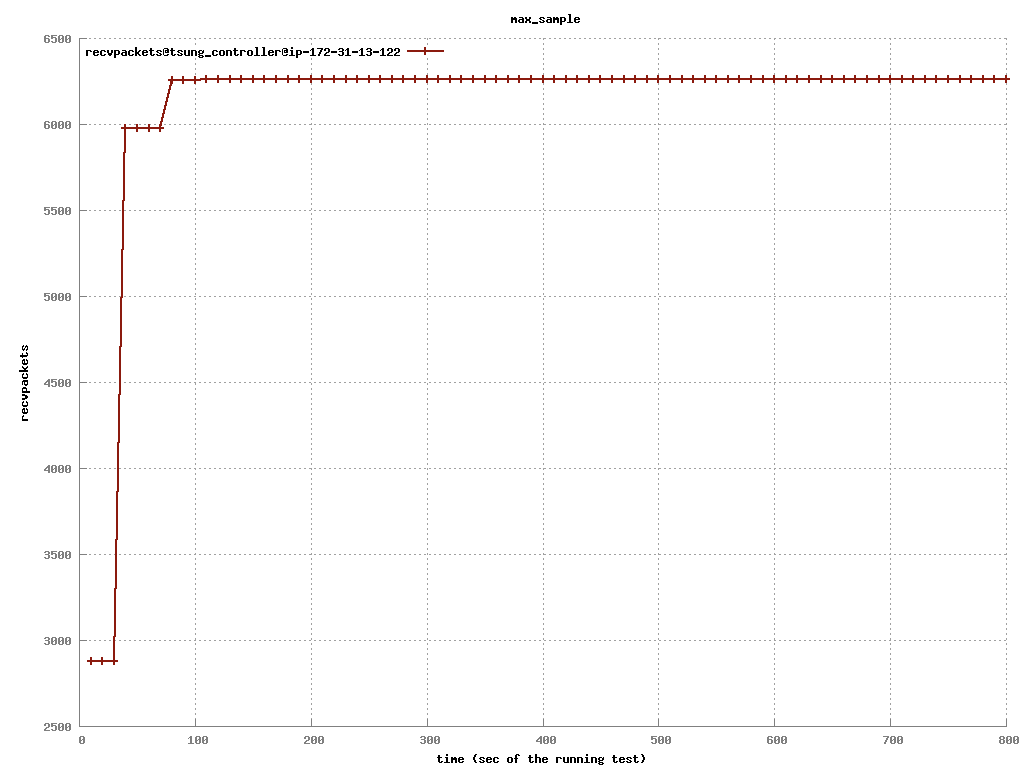 max_sample
recvpackets@tsung_controller@ip-172-31-13-122
6500
6000
5500
5000
4500
4000
3500
3000
2500
recvpackets
0 100 200 300 400 500 600 700 800
time (sec of the running test)